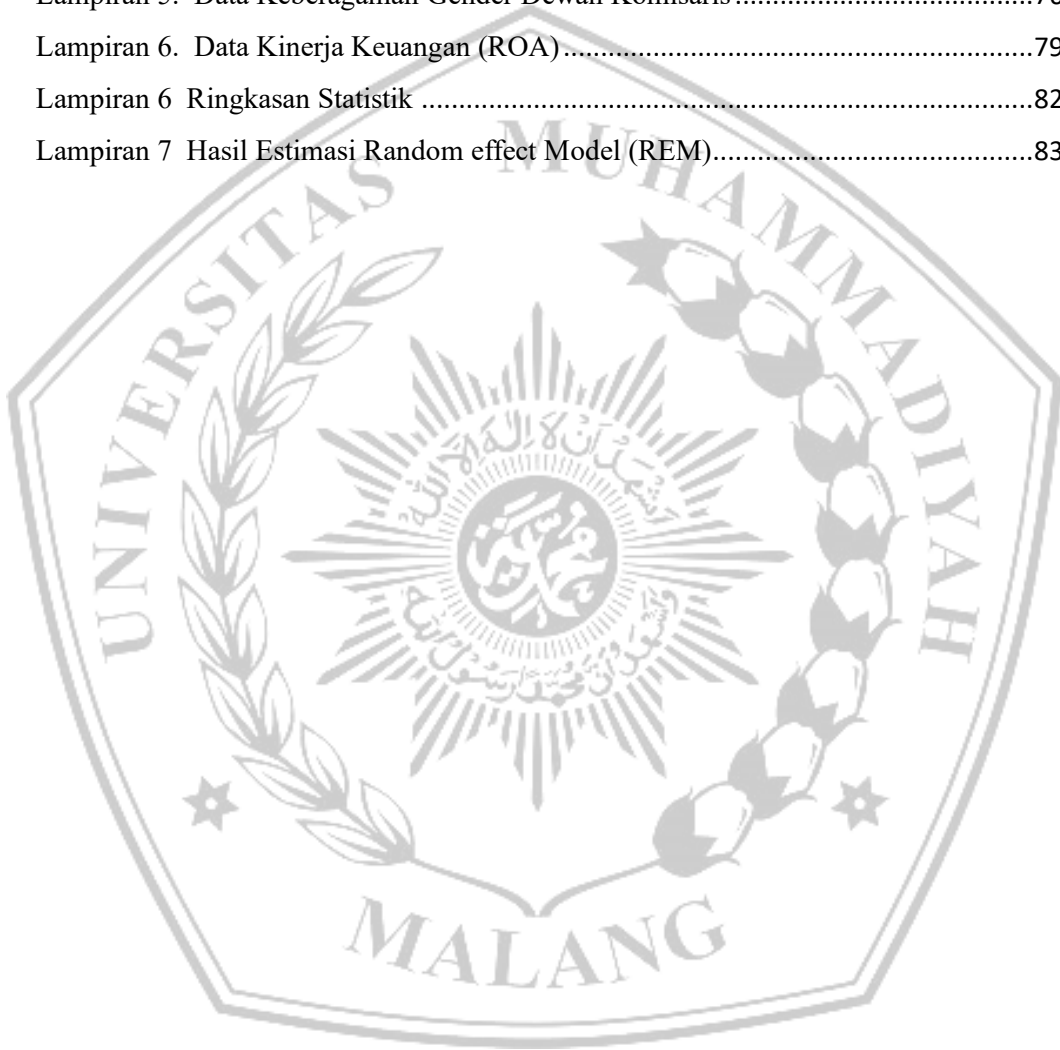 Lampiran 5. Data Keberagaman Gender Dewan Komisaris
Lampiran 6.  Data Kinerja Keuangan (ROA)....................79
Lampiran 6  Ringkasan Statistik ....................82
Lampiran 7  Hasil Estimasi Random effect Model (REM)....................83
UNIVERSITAS MUHAMMADIYAH
MALANG